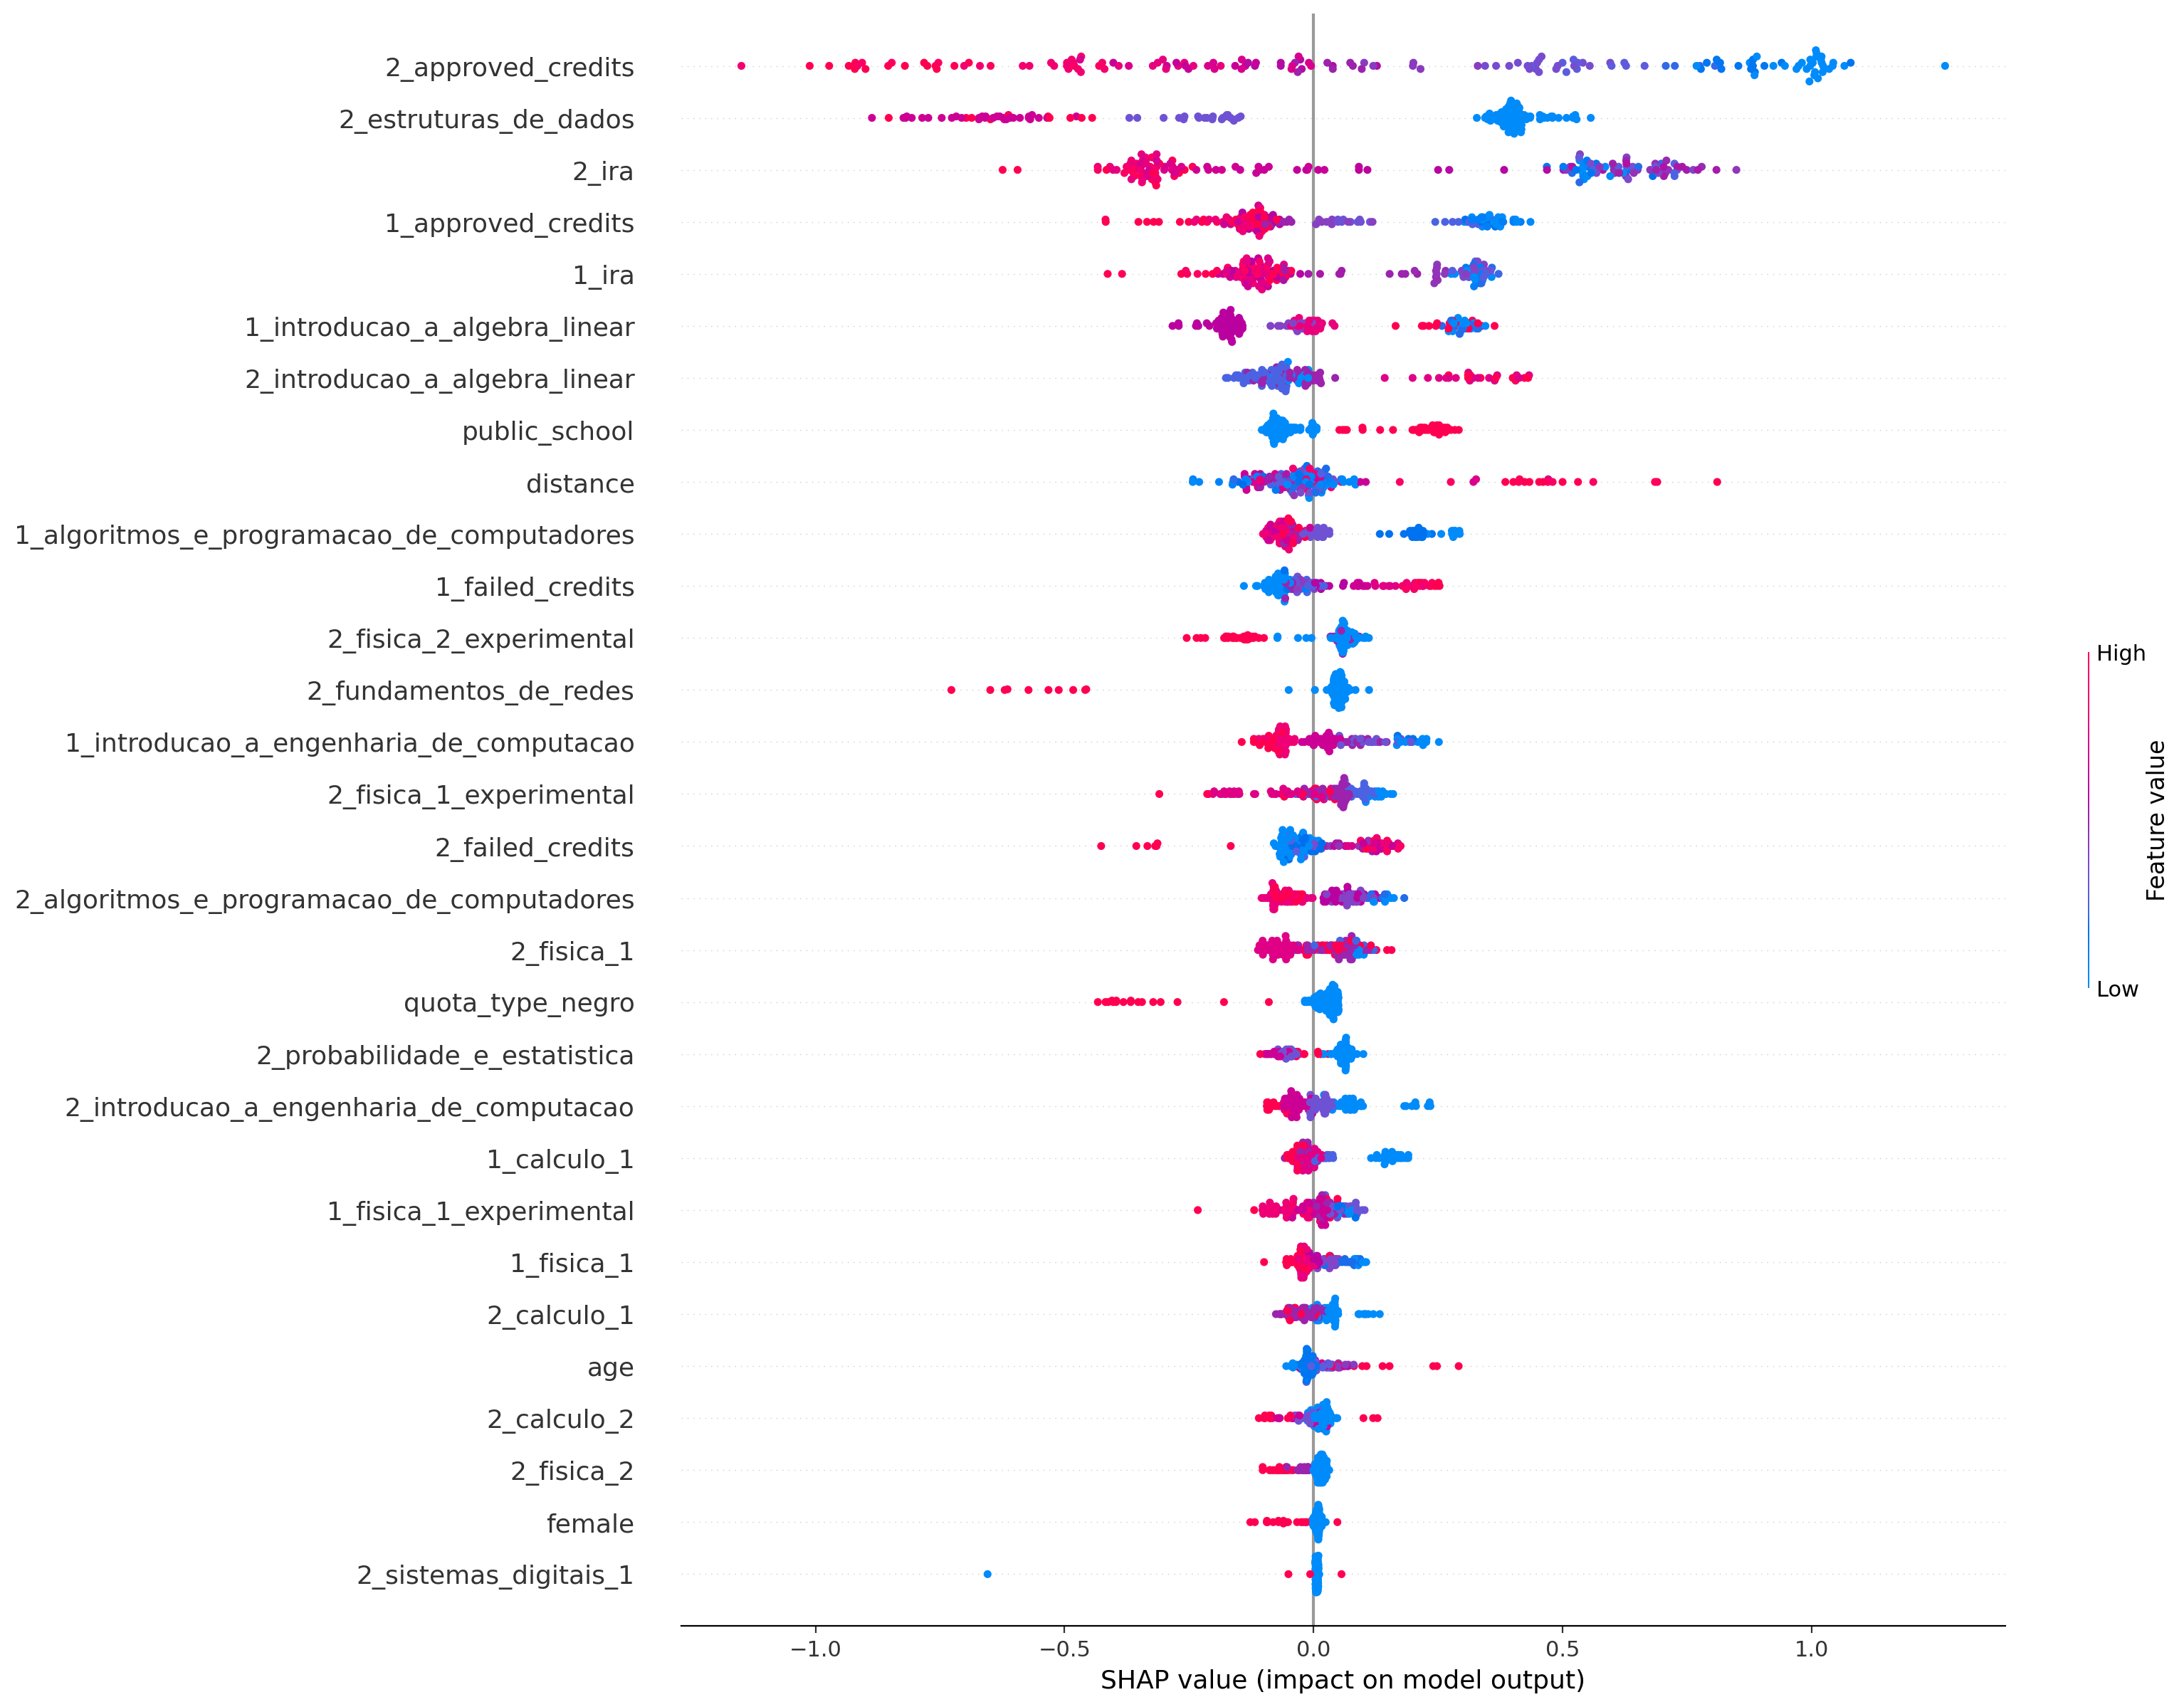 2_approved_credits
2_estruturas_de_dados
2_ira
1_approved_credits
1_ira
1_introducao_a_algebra_linear
2_introducao_a_algebra_linear
public_school
distance
1_algoritmos_e_programacao_de_computadores
1_failed_credits
2_fisica_2_experimental
2_fundamentos_de_redes
1_introducao_a_engenharia_de_computacao
2_fisica_1_experimental
2_failed_credits
2_algoritmos_e_programacao_de_computadores
2_fisica_1
quota_type_negro
2_probabilidade_e_estatistica
2_introducao_a_engenharia_de_computacao
1_calculo_1
1_fisica_1_experimental
1_fisica_1
2_calculo_1
age
2_calculo_2
2_fisica_2
female
2_sistemas_digitais_1
−1.0 −0.5 0.0 0.5 1.0
SHAP value (impact on model output)
High
Feature value
Low